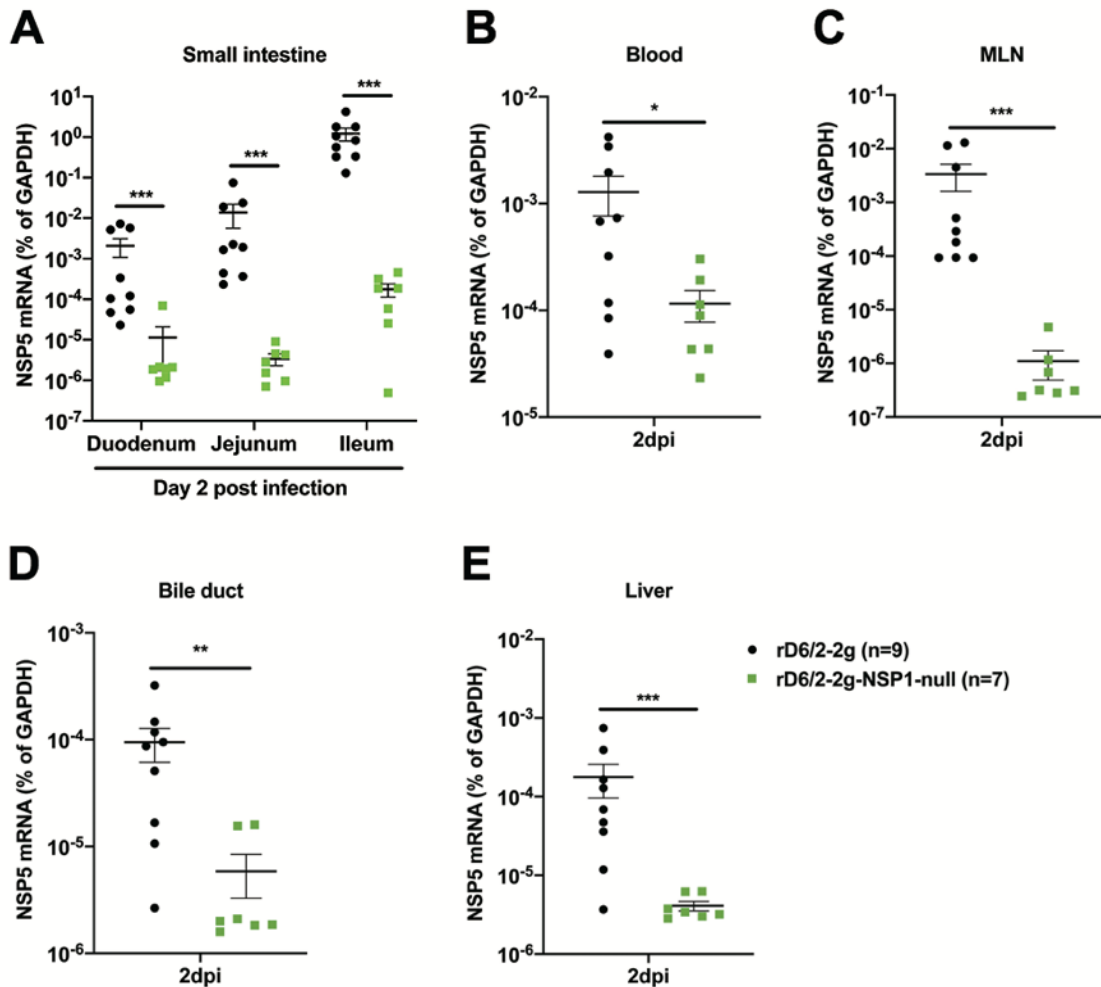 A
Small intestine
NSP5 mRNA (% of GAPDH)
10¹
10⁰
10⁻¹
10⁻²
10⁻³
10⁻⁴
10⁻⁵
10⁻⁶
10⁻⁷
***
***
***
Duodenum Jejunum Ileum
Day 2 post infection
B
Blood
NSP5 mRNA (% of GAPDH)
10⁻²
10⁻³
10⁻⁴
10⁻⁵
*
2dpi
C
MLN
NSP5 mRNA (% of GAPDH)
10⁻¹
10⁻²
10⁻³
10⁻⁴
10⁻⁵
10⁻⁶
10⁻⁷
***
2dpi
D
Bile duct
NSP5 mRNA (% of GAPDH)
10⁻³
10⁻⁴
10⁻⁵
10⁻⁶
**
2dpi
E
Liver
NSP5 mRNA (% of GAPDH)
10⁻²
10⁻³
10⁻⁴
10⁻⁵
10⁻⁶
***
2dpi
rD6/2-2g (n=9)
rD6/2-2g-NSP1-null (n=7)